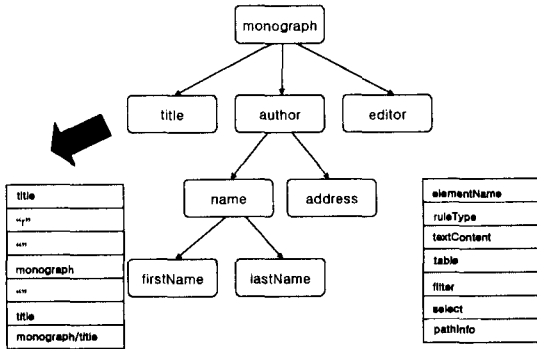 monograph
title
author
editor
name
address
firstName
lastName
title
"r"
""
monograph
""
title
monograph/title
elementName
ruleType
textContent
table
filter
select
pathInfo